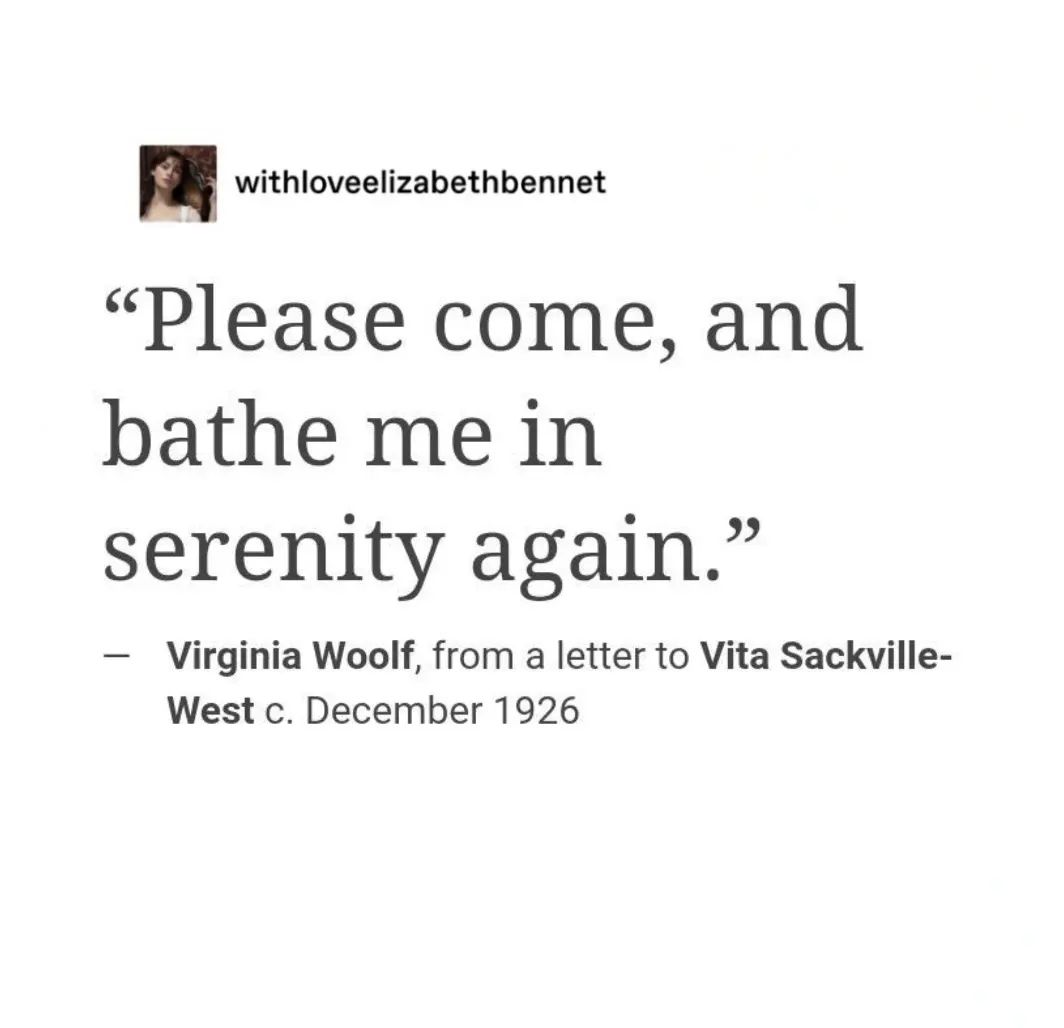 withloveelizabethbennet
“Please come, and
bathe me in
serenity again.”
— Virginia Woolf, from a letter to Vita Sackville-
West c. December 1926